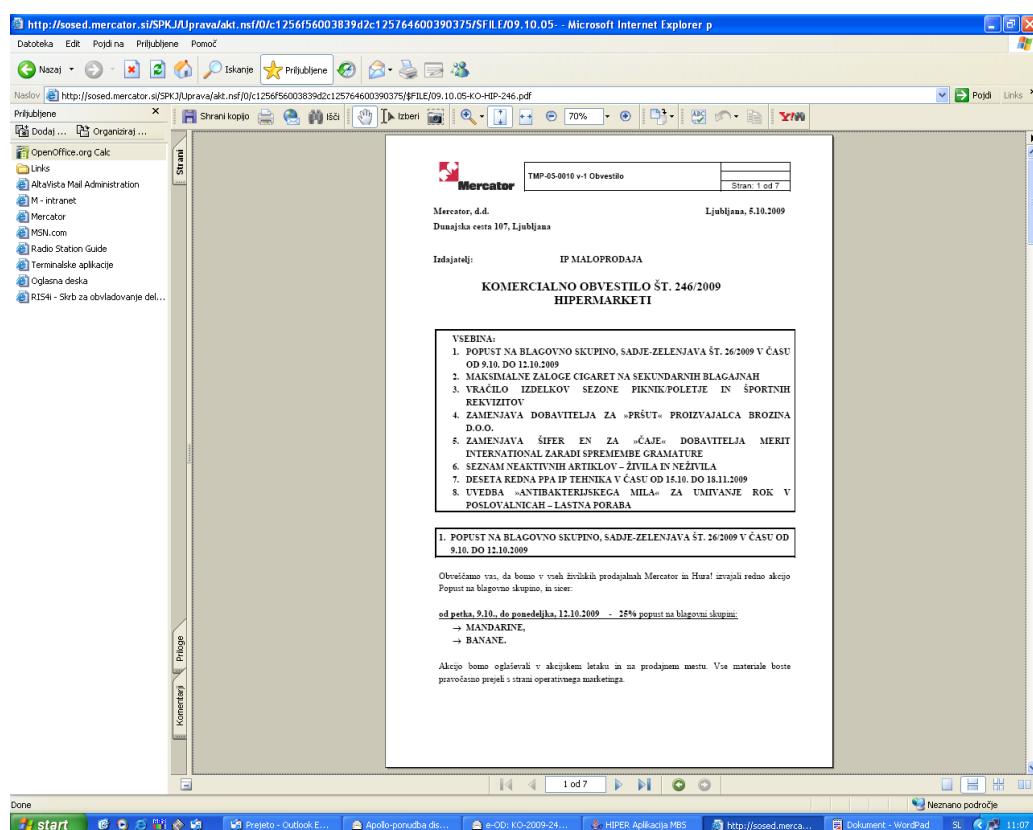 http://sosed.mercator.si/SPKJ/Uprava/akt.nsf/0/c1256f56003839d2c125764600390375/$FILE/09.10.05- - Microsoft Internet Explorer p
Datoteka Edit Pojdi na Priljubljene Pomoč
Nazaj Iskanje Priljubljene
Naslov http://sosed.mercator.si/SPKJ/Uprava/akt.nsf/0/c1256f56003839d2c125764600390375/$FILE/09.10.05-KO-HIP-246.pdf Pojdi Links
Priljubljene
Shrani kopijo Išči Izberi 70%
Dodaj ... Organiziraj ...
OpenOffice.org Calc
Links
AltaVista Mail Administration
M - intranet
Mercator
MSN.com
Radio Station Guide
Terminalske aplikacije
Oglasna deska
RIS4i - Skrb za obvladovanje del...
Strani
Priloge
Komentarji
Mercator
TMP-05-0010 v-1 Obvestilo
Stran: 1 od 7
Mercator, d.d. Ljubljana, 5.10.2009
Dunajska cesta 107, Ljubljana
Izdajatelj: IP MALOPRODAJA
KOMERCIALNO OBVESTILO ŠT. 246/2009
HIPERMARKETI
VSEBINA:
1. POPUST NA BLAGOVNO SKUPINO, SADJE-ZELENJAVA ŠT. 26/2009 V ČASU
OD 9.10. DO 12.10.2009
2. MAKSIMALNE ZALOGE CIGARET NA SEKUNDARNIH BLAGAJNAH
3. VRAČILO IZDELKOV SEZONE PIKNIK/POLETJE IN ŠPORTNIH
REKVIZITOV
4. ZAMENJAVA DOBAVITELJA ZA »PRŠUT« PROIZVAJALCA BROZINA
D.O.O.
5. ZAMENJAVA ŠIFER EN ZA »ČAJE« DOBAVITELJA MERIT
INTERNATIONAL ZARADI SPREMEMBE GRAMATURE
6. SEZNAM NEAKTIVNIH ARTIKLOV – ŽIVILA IN NEŽIVILA
7. DESETA REDNA PPA IP TEHNIKA V ČASU OD 15.10. DO 18.11.2009
8. UVEDBA »ANTIBAKTERIJSKEGA MILA« ZA UMIVANJE ROK V
POSLOVALNICAH – LASTNA PORABA
1. POPUST NA BLAGOVNO SKUPINO, SADJE-ZELENJAVA ŠT. 26/2009 V ČASU OD
9.10. DO 12.10.2009
Obveščamo vas, da bomo v vseh živilskih prodajalnah Mercator in Hura! izvajali redno akcijo
Popust na blagovno skupino, in sicer:
od petka, 9.10., do ponedeljka, 12.10.2009 - 25% popust na blagovni skupini:
→ MANDARINE,
→ BANANE.
Akcijo bomo oglaševali v akcijskem letaku in na prodajnem mestu. Vse materiale boste
pravočasno prejeli s strani operativnega marketinga.
1 od 7
Done Neznano področje
start Prejeto - Outlook E... Apollo-ponudba dis... e-OD: KO-2009-24... HIPER Aplikacija MBS http://sosed.merca... Dokument - WordPad SL 11:07